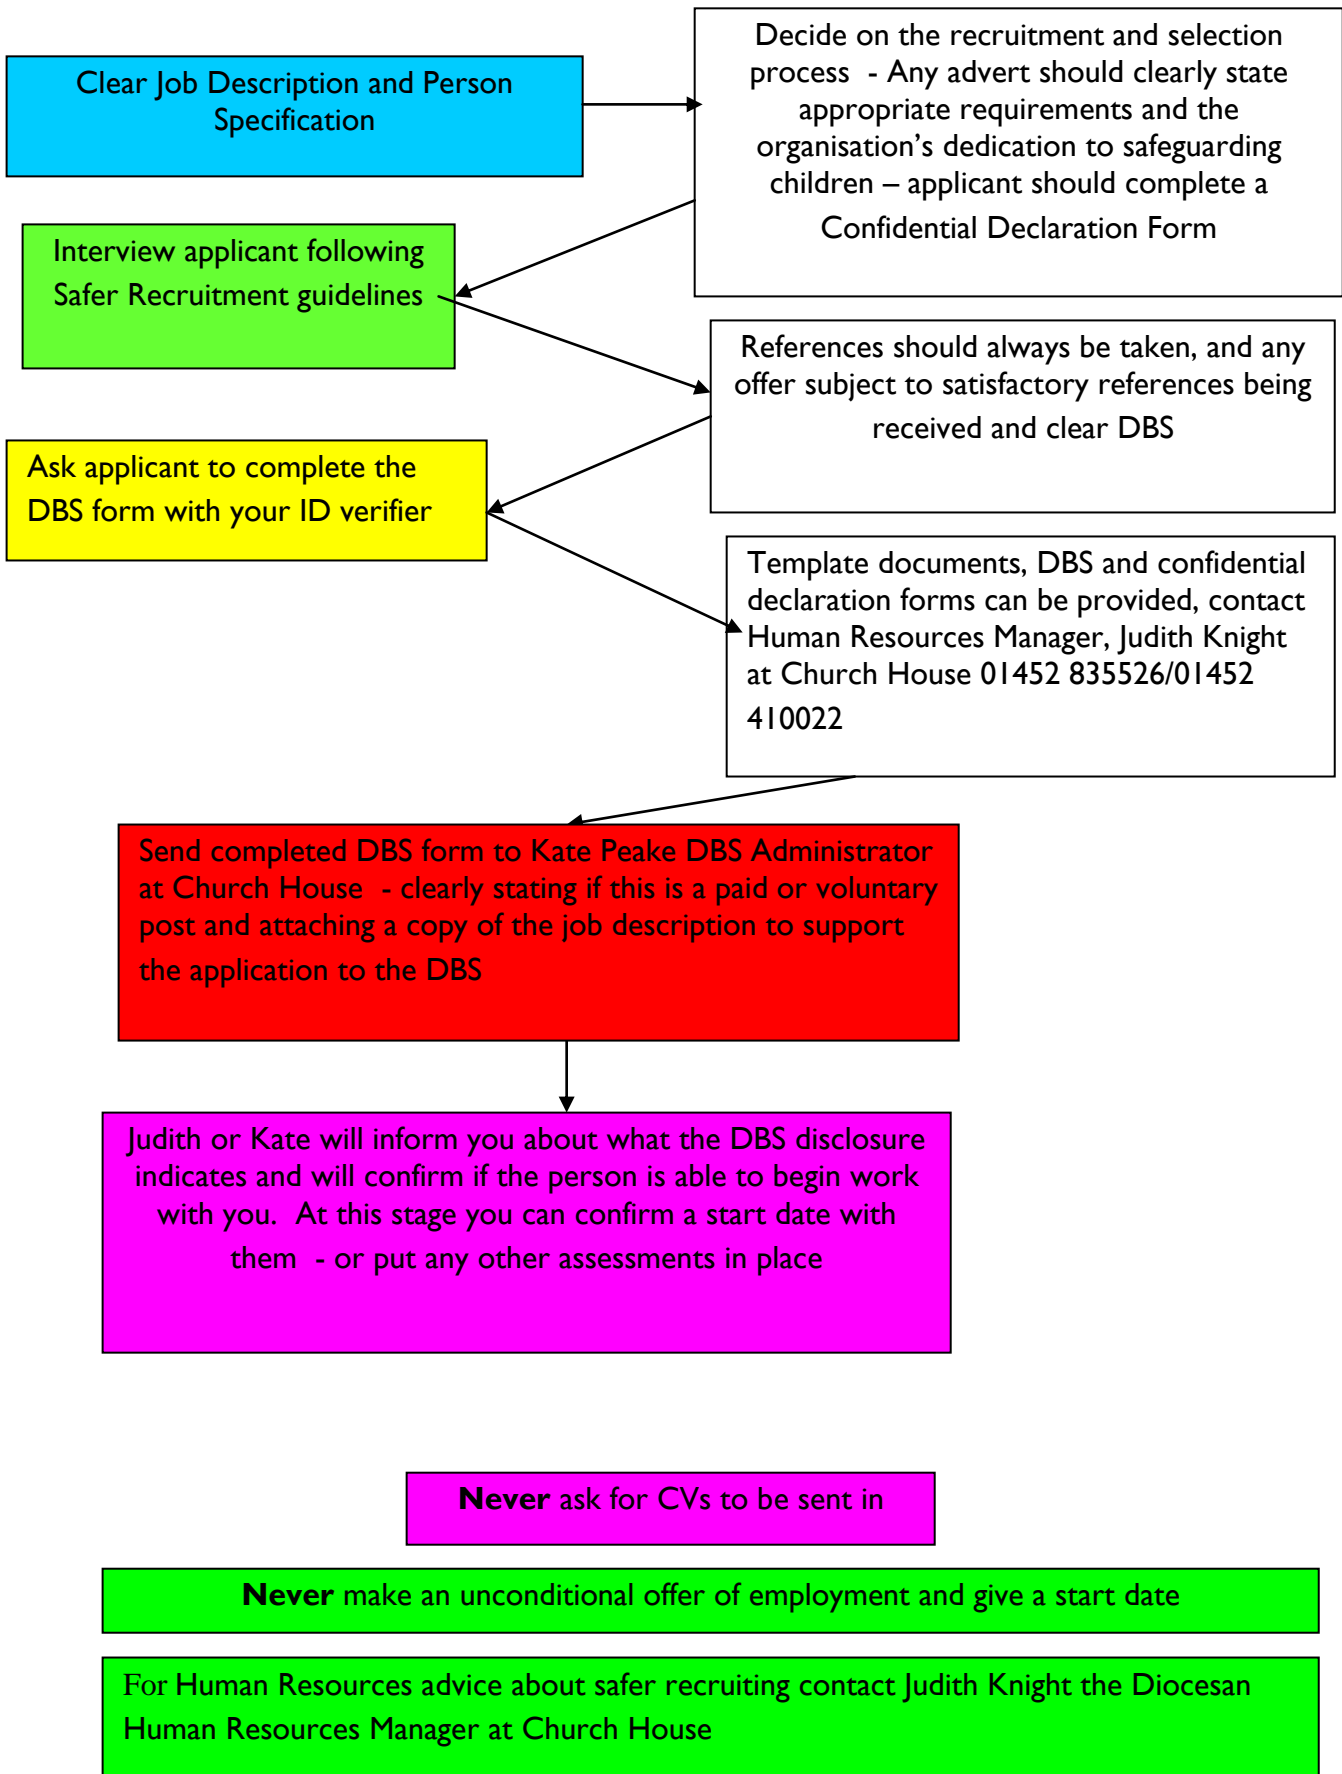 Clear Job Description and Person
Specification
Decide on the recruitment and selection
process - Any advert should clearly state
appropriate requirements and the
organisation’s dedication to safeguarding
children – applicant should complete a
Confidential Declaration Form
Interview applicant following
Safer Recruitment guidelines
References should always be taken, and any
offer subject to satisfactory references being
received and clear DBS
Ask applicant to complete the
DBS form with your ID verifier
Template documents, DBS and confidential
declaration forms can be provided, contact
Human Resources Manager, Judith Knight
at Church House 01452 835526/01452
410022
Send completed DBS form to Kate Peake DBS Administrator
at Church House - clearly stating if this is a paid or voluntary
post and attaching a copy of the job description to support
the application to the DBS
Judith or Kate will inform you about what the DBS disclosure
indicates and will confirm if the person is able to begin work
with you. At this stage you can confirm a start date with
them - or put any other assessments in place
Never ask for CVs to be sent in
Never make an unconditional offer of employment and give a start date
For Human Resources advice about safer recruiting contact Judith Knight the Diocesan
Human Resources Manager at Church House